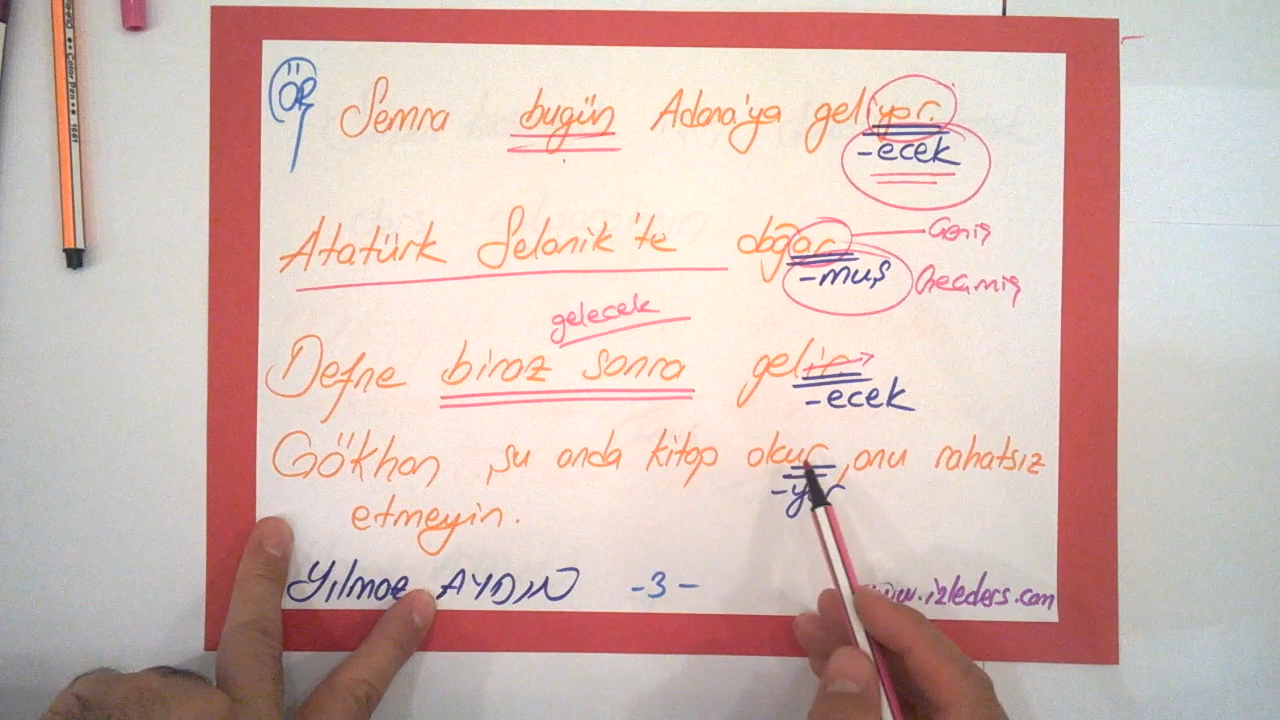 ÖR
Semra bugün Adana'ya geliyor.
-ecek
Atatürk Selanik'te doğar
Geniş
-muş
Geçmiş
gelecek
Defne biraz sonra gelir.
-ecek
Gökhan, şu anda kitap okur, onu rahatsız
-yor
etmeyin.
Yılmaz AYDIN -3- www.izleders.com